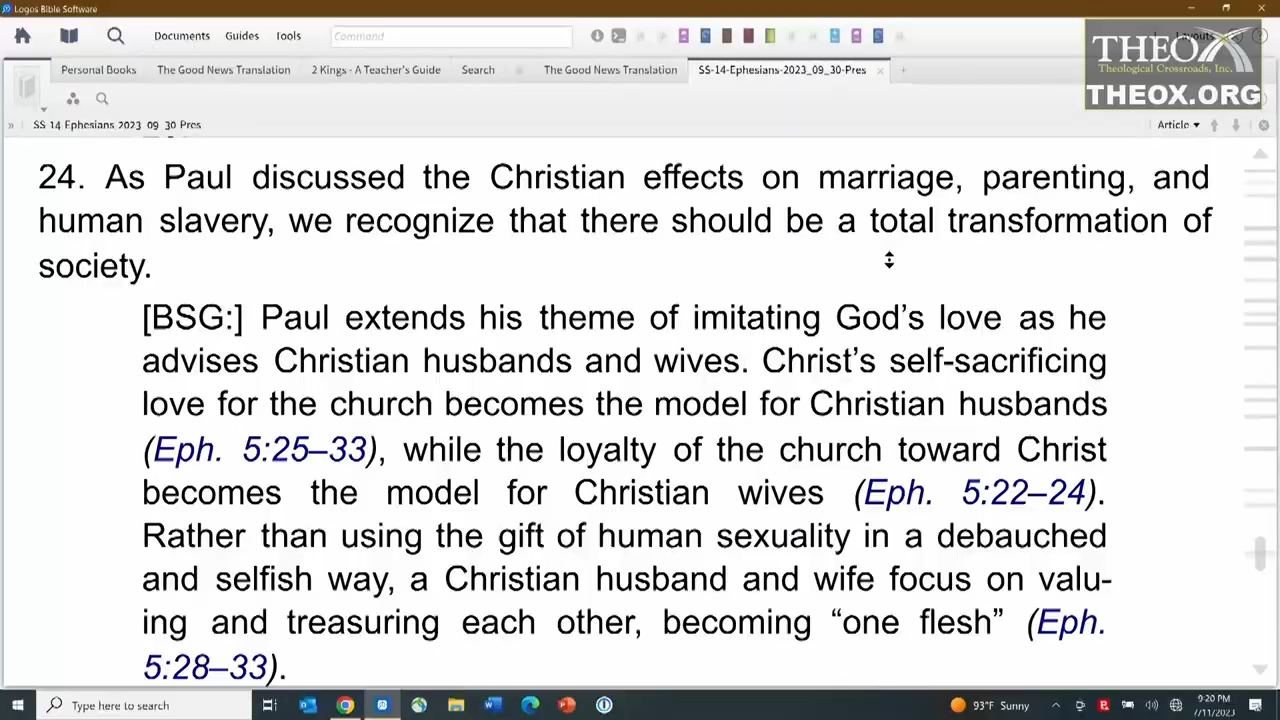 Logos Bible Software
Documents Guides Tools Command Layouts
THEOX
Theological Crossroads, Inc.
THEOX.ORG
Personal Books The Good News Translation 2 Kings - A Teacher's Guide Search The Good News Translation SS-14-Ephesians-2023_09_30-Pres
SS-14-Ephesians-2023_09_30-Pres Article
24. As Paul discussed the Christian effects on marriage, parenting, and
human slavery, we recognize that there should be a total transformation of
society.
[BSG:] Paul extends his theme of imitating God's love as he
advises Christian husbands and wives. Christ's self-sacrificing
love for the church becomes the model for Christian husbands
(Eph. 5:25–33), while the loyalty of the church toward Christ
becomes the model for Christian wives (Eph. 5:22–24).
Rather than using the gift of human sexuality in a debauched
and selfish way, a Christian husband and wife focus on valu-
ing and treasuring each other, becoming “one flesh” (Eph.
5:28–33).
Type here to search 93°F Sunny 9:20 PM
7/11/2023